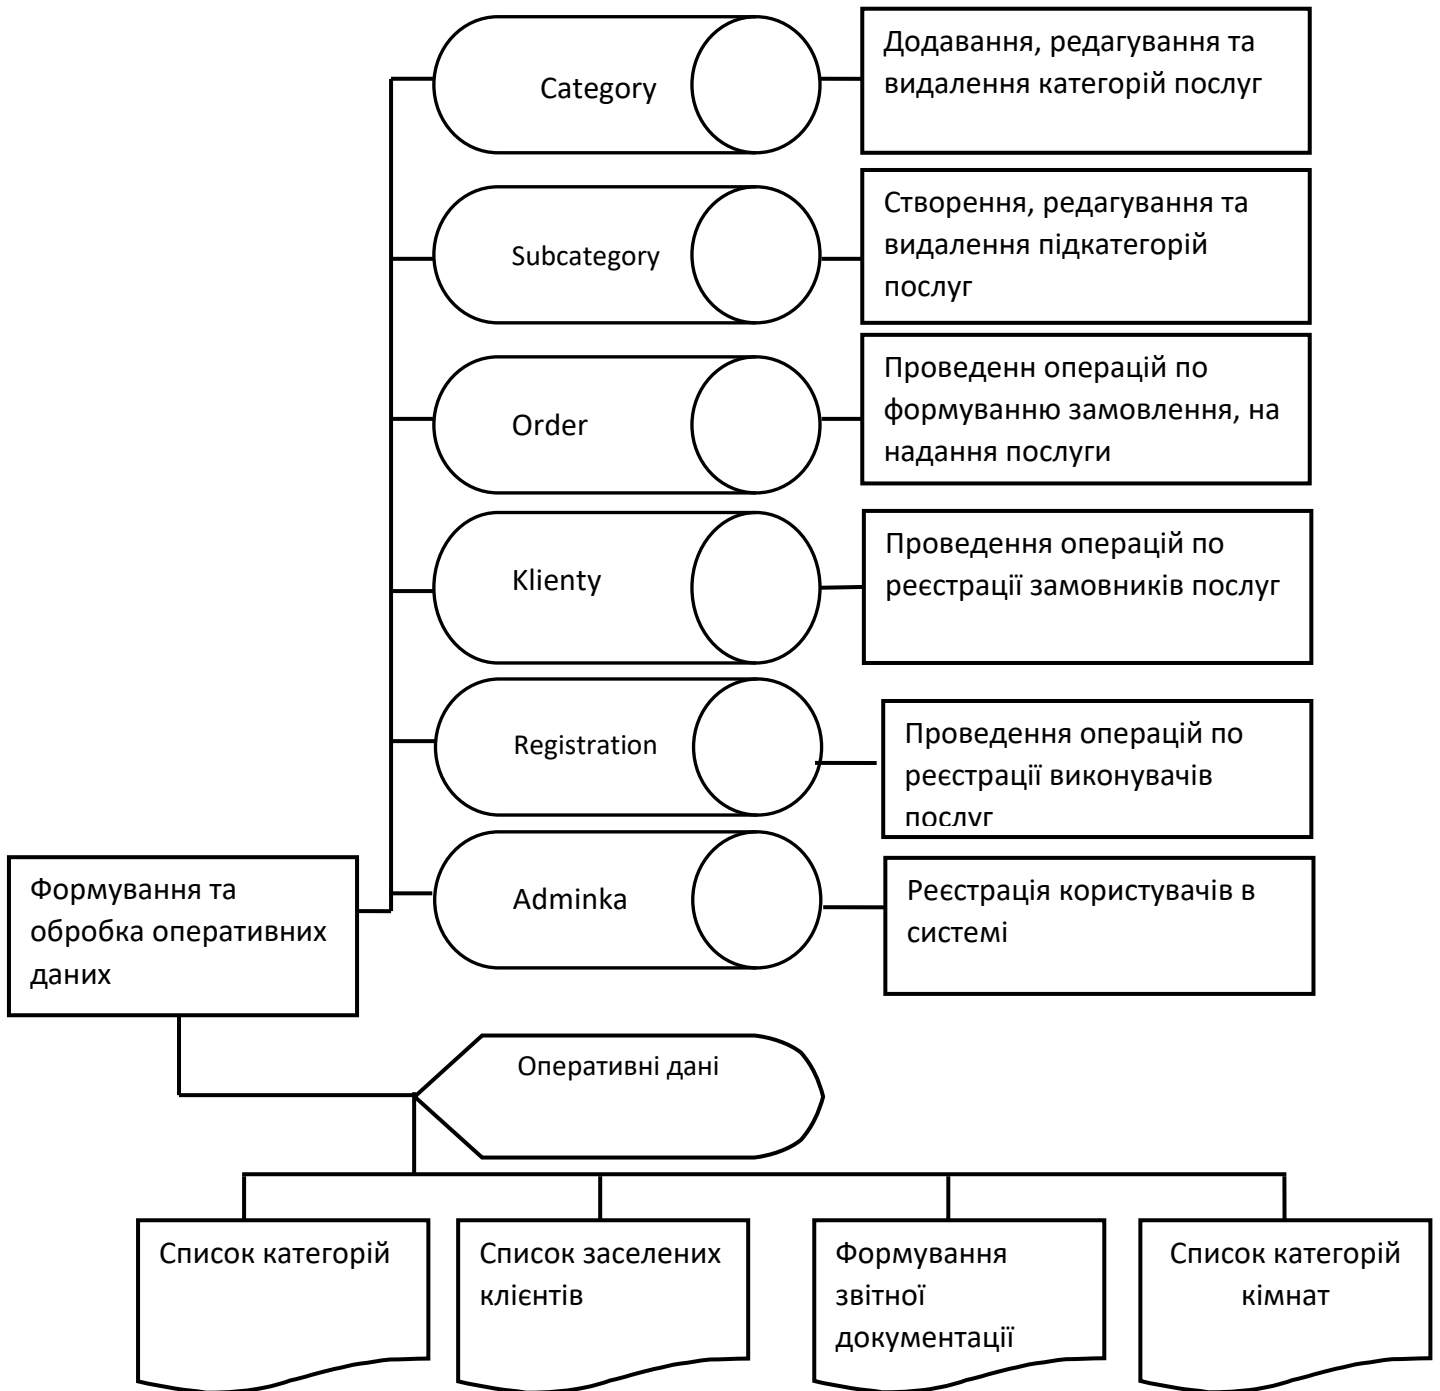 Category
Додавання, редагування та
видалення категорій послуг
Subcategory
Створення, редагування та
видалення підкатегорій
послуг
Order
Проведенн операцій по
формуванню замовлення, на
надання послуги
Klienty
Проведення операцій по
реєстрації замовників послуг
Registration
Проведення операцій по
реєстрації виконувачів
послуг
Adminka
Реєстрація користувачів в
системі
Формування та
обробка оперативних
даних
Оперативні дані
Список категорій
Список заселених
клієнтів
Формування
звітної
документації
Список категорій
кімнат